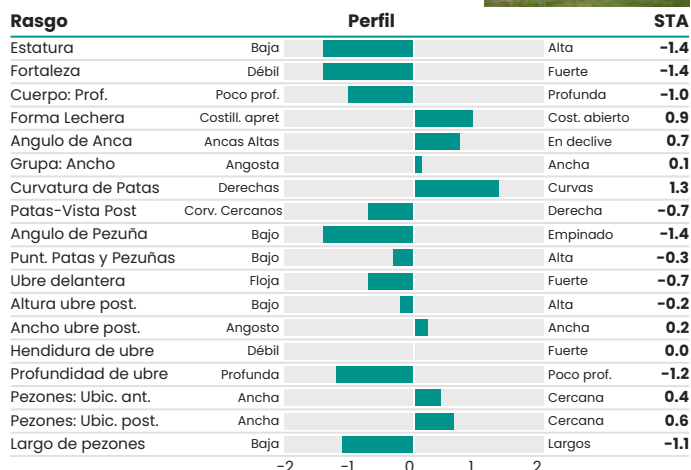 Rasgo Perfil STA
Estatura Baja Alta -1.4
Fortaleza Débil Fuerte -1.4
Cuerpo: Prof. Poco prof. Profunda -1.0
Forma Lechera Costill. apret Cost. abierto 0.9
Angulo de Anca Ancas Altas En declive 0.7
Grupa: Ancho Angosta Ancha 0.1
Curvatura de Patas Derechas Curvas 1.3
Patas-Vista Post Corv. Cercanos Derecha -0.7
Angulo de Pezuña Bajo Empinado -1.4
Punt. Patas y Pezuñas Bajo Alta -0.3
Ubre delantera Floja Fuerte -0.7
Altura ubre post. Bajo Alta -0.2
Ancho ubre post. Angosto Ancha 0.2
Hendidura de ubre Débil Fuerte 0.0
Profundidad de ubre Profunda Poco prof. -1.2
Pezones: Ubic. ant. Ancha Cercana 0.4
Pezones: Ubic. post. Ancha Cercana 0.6
Largo de pezones Baja Largos -1.1
-2 -1 0 1 2